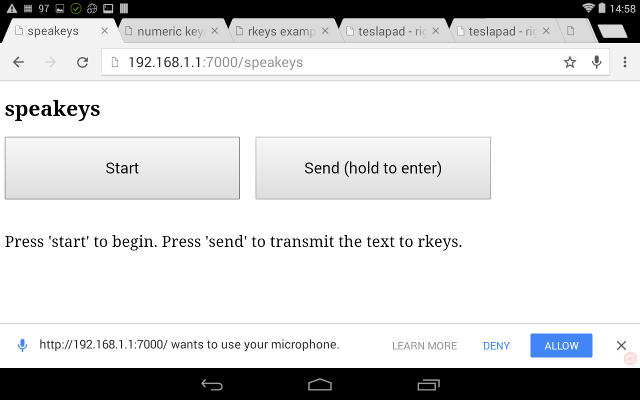 97 14:58
speakeys numeric key rkeys examp teslapad - rig teslapad - rig
192.168.1.1:7000/speakeys
speakeys
Start Send (hold to enter)
Press 'start' to begin. Press 'send' to transmit the text to rkeys.
http://192.168.1.1:7000/ wants to use your microphone. LEARN MORE DENY ALLOW